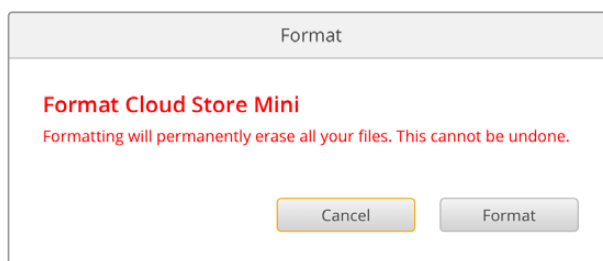 Format
Format Cloud Store Mini
Formatting will permanently erase all your files. This cannot be undone.
Cancel Format